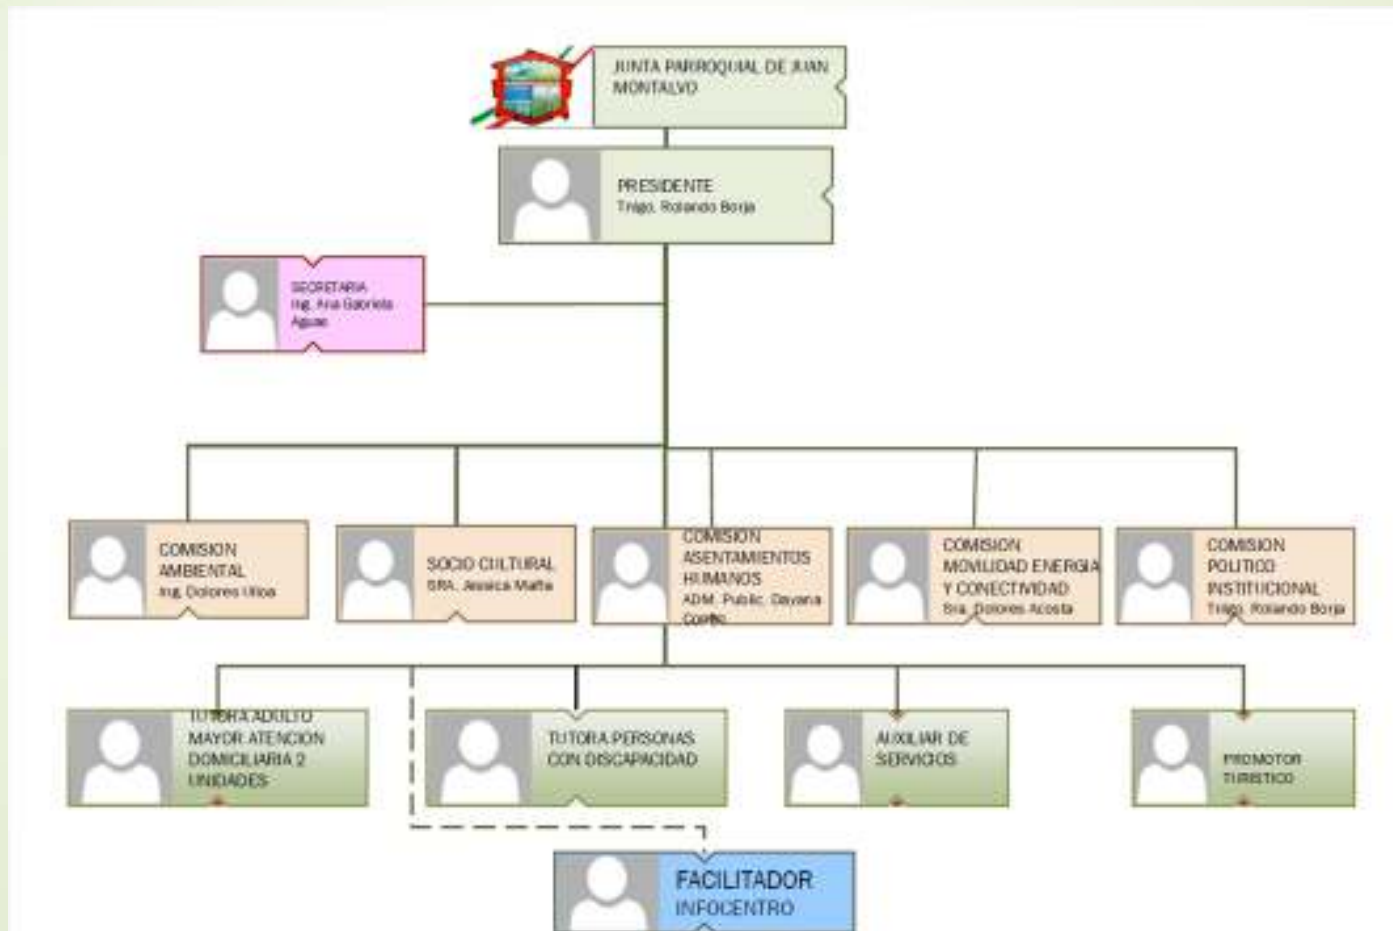 JUNTA PARROQUIAL DE JUAN
MONTALVO
PRESIDENTE
Tnlgo. Rolando Borja
SECRETARIA
Ing. Ana Gabriela
COMISION
AMBIENTAL
Ing. Dolores Ulloa
SOCIO CULTURAL
SRA. Jessica Mafla
COMISION
ASENTAMIENTOS
HUMANOS
ADM. Public. Dayana
COMISION
MOVILIDAD ENERGIA
Y CONECTIVIDAD
Sra. Dolores Acosta
COMISION
POLITICO
INSTITUCIONAL
Tnlgo. Rolando Borja
TUTORA ADULTO
MAYOR ATENCION
DOMICILIARIA 2
UNIDADES
TUTORA PERSONAS
CON DISCAPACIDAD
AUXILIAR DE
SERVICIOS
PROMOTOR
TURISTICO
FACILITADOR
INFOCENTRO